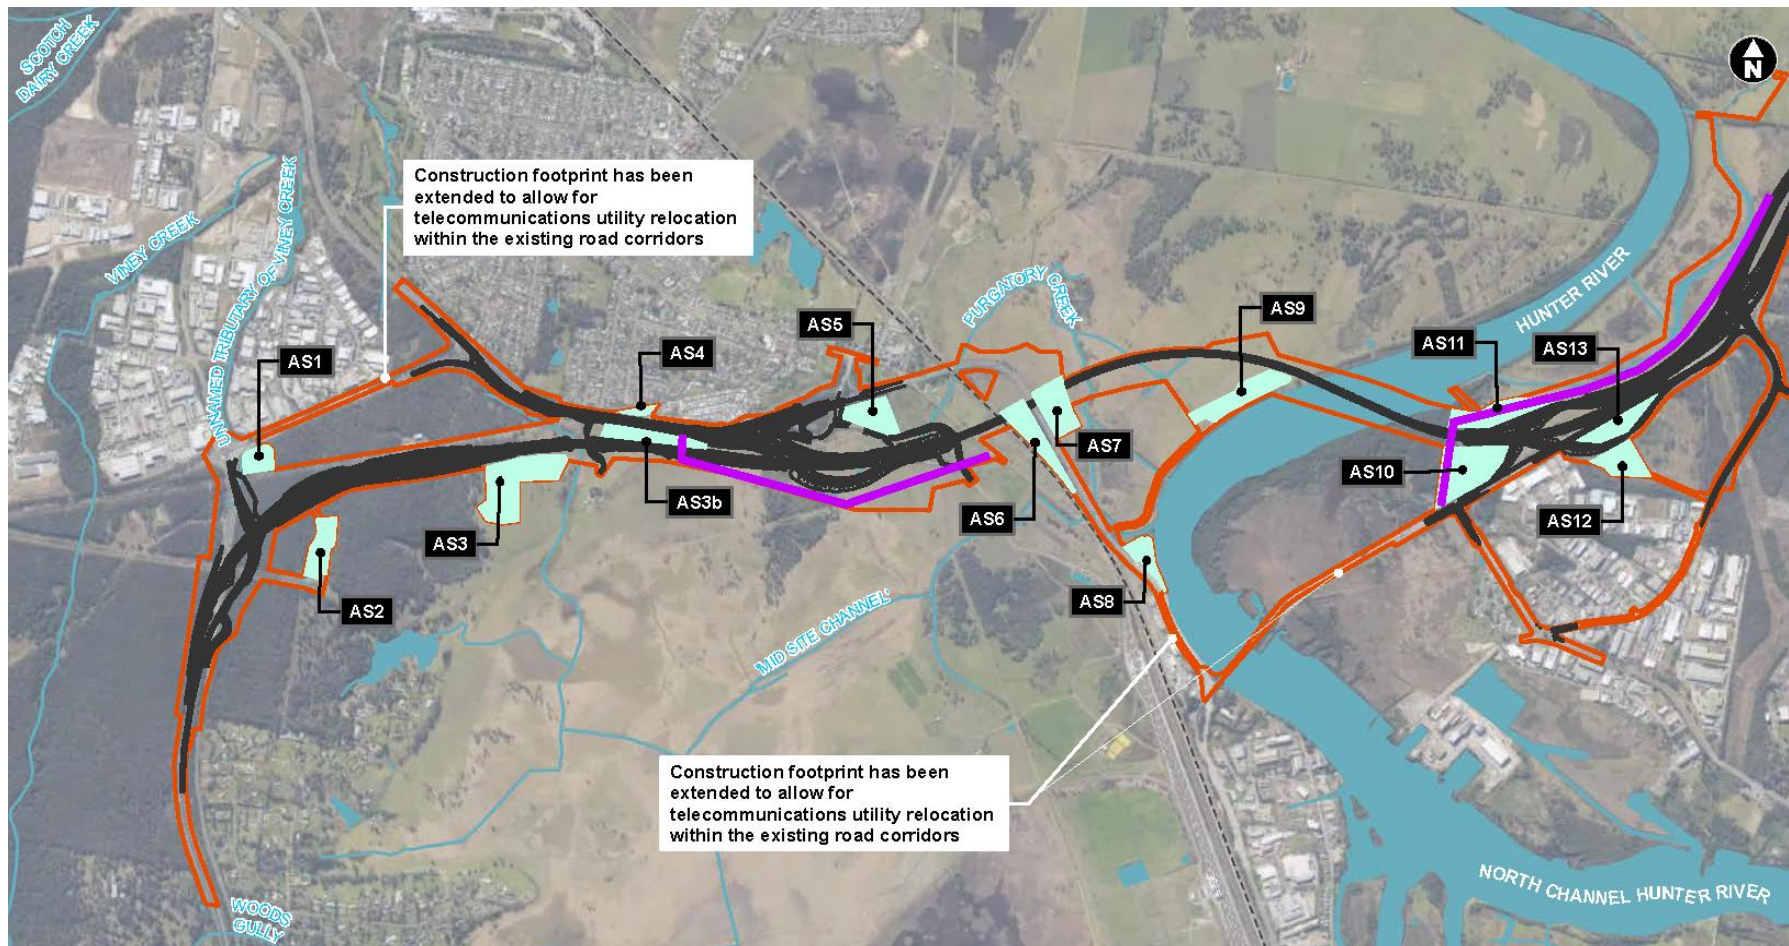 SCOTCH
DAIRY CREEK
N
Construction footprint has been
extended to allow for
telecommunications utility relocation
within the existing road corridors
VINEY CREEK
UNNAMED TRIBUTARY OF VINEY CREEK
PURGATORY CREEK
HUNTER RIVER
AS1
AS4
AS5
AS9
AS11
AS13
AS7
AS10
AS3b
AS6
AS12
AS3
AS2
AS8
'MID SITE CHANNEL'
Construction footprint has been
extended to allow for
telecommunications utility relocation
within the existing road corridors
NORTH CHANNEL HUNTER RIVER
WOODS
GULLY